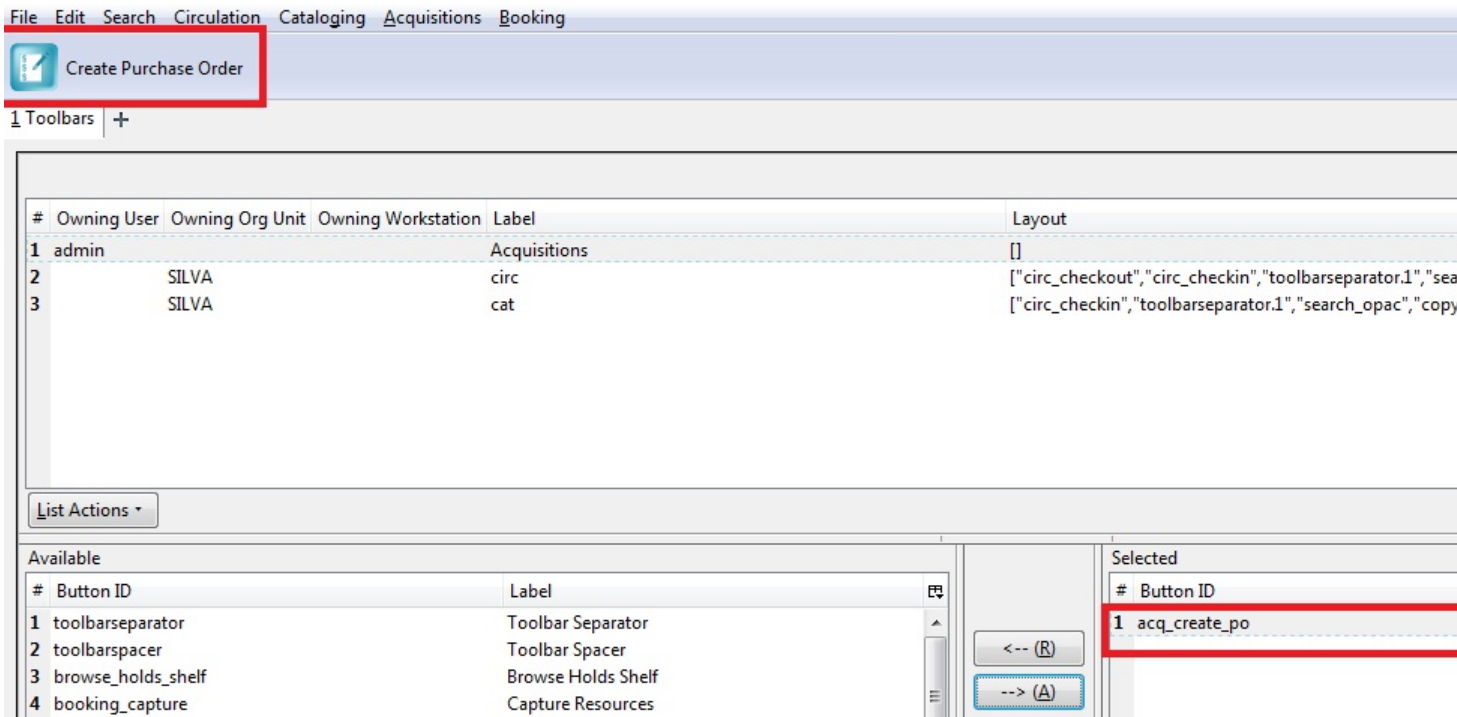 File Edit Search Circulation Cataloging Acquisitions Booking
Create Purchase Order
1 Toolbars +
# Owning User Owning Org Unit Owning Workstation Label Layout
1 admin Acquisitions []
2 SILVA circ ["circ_checkout","circ_checkin","toolbarseparator.1","sea
3 SILVA cat ["circ_checkin","toolbarseparator.1","search_opac","copy
List Actions
Available Selected
# Button ID Label # Button ID
1 toolbarseparator Toolbar Separator 1 acq_create_po
2 toolbarspacer Toolbar Spacer <-- (R)
3 browse_holds_shelf Browse Holds Shelf
4 booking_capture Capture Resources --> (A)